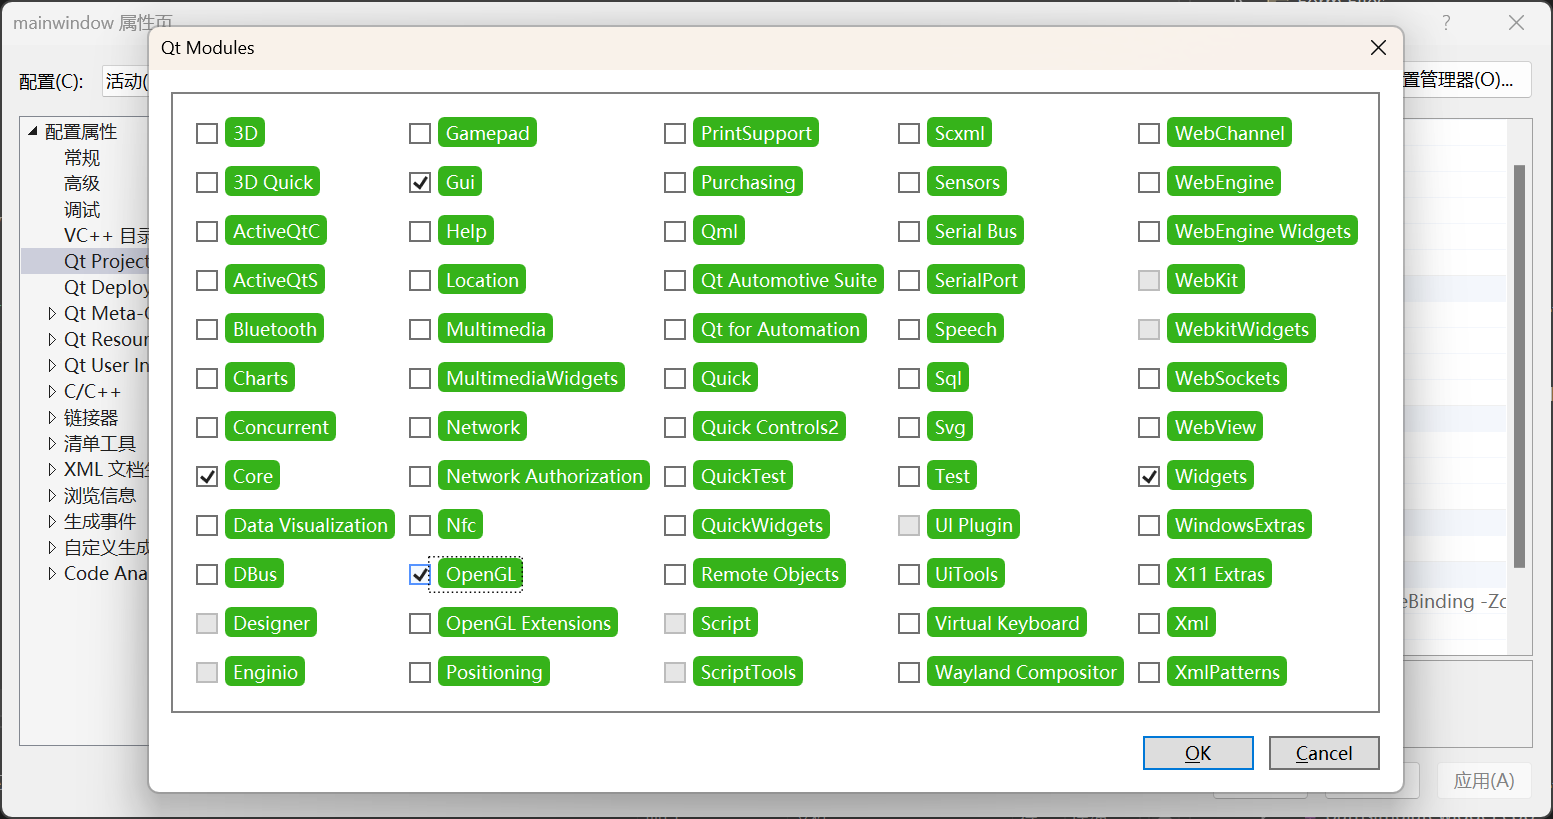 mainwindow 属性页
?
Qt Modules
配置(C):
活动(
置管理器(O)...
配置属性
常规
高级
调试
VC++ 目录
Qt Project
Qt Deploy
Qt Meta-
Qt Resour
Qt User In
C/C++
链接器
清单工具
XML 文档
浏览信息
生成事件
自定义生成
Code Ana
3D
Gamepad
PrintSupport
Scxml
WebChannel
3D Quick
Gui
Purchasing
Sensors
WebEngine
ActiveQtC
Help
Qml
Serial Bus
WebEngine Widgets
ActiveQtS
Location
Qt Automotive Suite
SerialPort
WebKit
Bluetooth
Multimedia
Qt for Automation
Speech
WebkitWidgets
Charts
MultimediaWidgets
Quick
Sql
WebSockets
Concurrent
Network
Quick Controls2
Svg
WebView
Core
Network Authorization
QuickTest
Test
Widgets
Data Visualization
Nfc
QuickWidgets
UI Plugin
WindowsExtras
DBus
OpenGL
Remote Objects
UiTools
X11 Extras
Designer
OpenGL Extensions
Script
Virtual Keyboard
Xml
Enginio
Positioning
ScriptTools
Wayland Compositor
XmlPatterns
eBinding -Zc
OK
Cancel
应用(A)